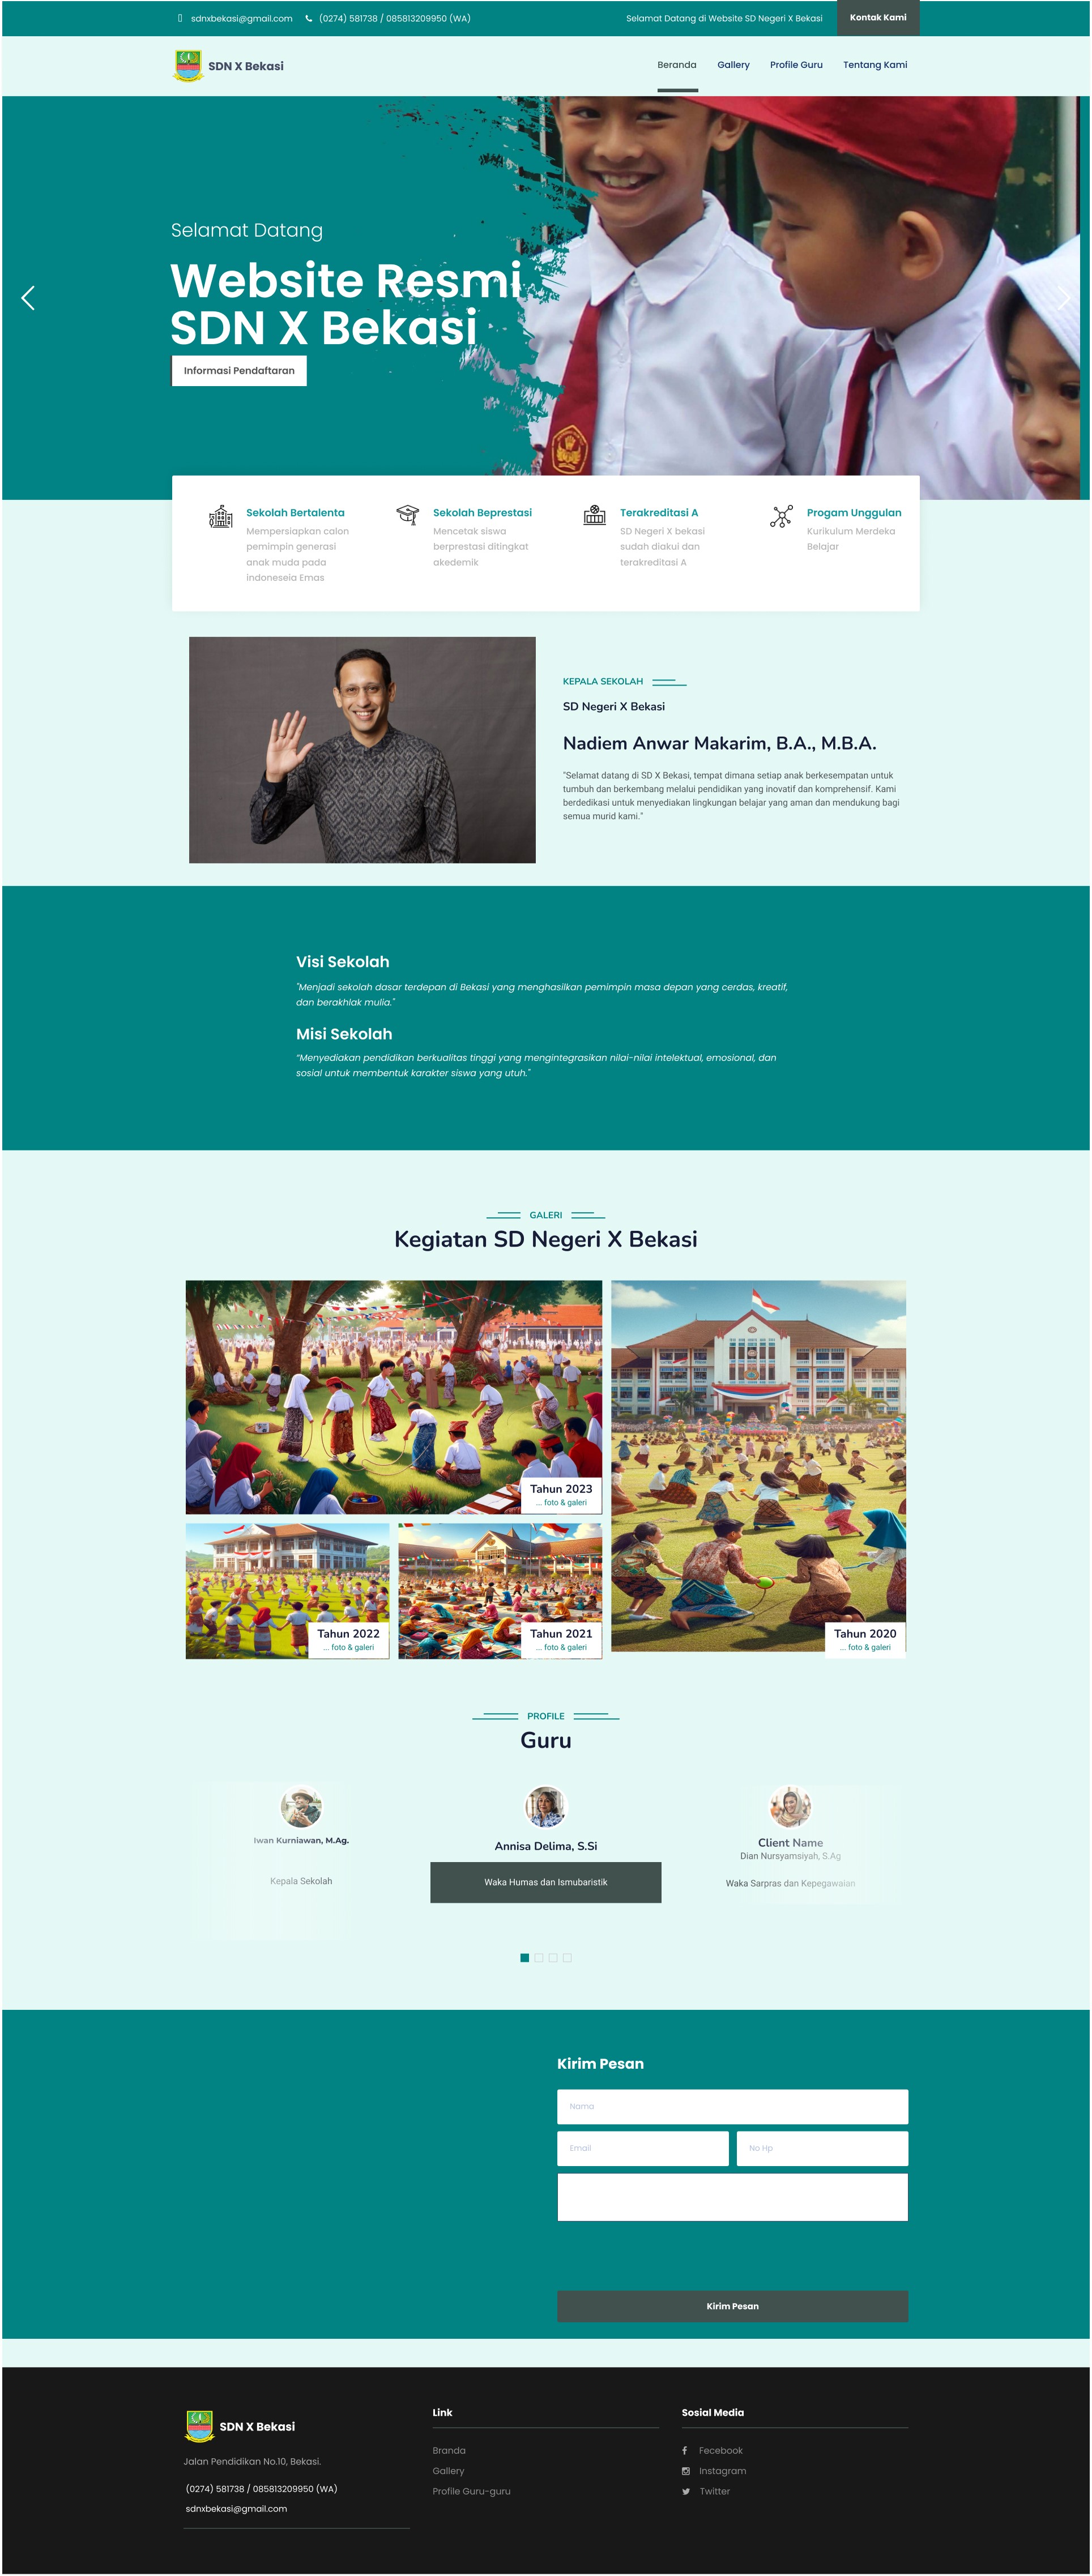 sdnxbekasi@gmail.com (0274) 581738 / 085813209950 (WA) Selamat Datang di Website SD Negeri X Bekasi Kontak Kami
SDN X Bekasi Beranda Gallery Profile Guru Tentang Kami
Selamat Datang
Website Resmi
SDN X Bekasi
Informasi Pendaftaran
Sekolah Bertalenta
Mempersiapkan calon
pemimpin generasi
anak muda pada
indoneseia Emas
Sekolah Beprestasi
Mencetak siswa
berprestasi ditingkat
akedemik
Terakreditasi A
SD Negeri X bekasi
sudah diakui dan
terakreditasi A
Progam Unggulan
Kurikulum Merdeka
Belajar
KEPALA SEKOLAH
SD Negeri X Bekasi
Nadiem Anwar Makarim, B.A., M.B.A.
"Selamat datang di SD X Bekasi, tempat dimana setiap anak berkesempatan untuk
tumbuh dan berkembang melalui pendidikan yang inovatif dan komprehensif. Kami
berdedikasi untuk menyediakan lingkungan belajar yang aman dan mendukung bagi
semua murid kami."
Visi Sekolah
"Menjadi sekolah dasar terdepan di Bekasi yang menghasilkan pemimpin masa depan yang cerdas, kreatif,
dan berakhlak mulia."
Misi Sekolah
"Menyediakan pendidikan berkualitas tinggi yang mengintegrasikan nilai-nilai intelektual, emosional, dan
sosial untuk membentuk karakter siswa yang utuh."
GALERI
Kegiatan SD Negeri X Bekasi
Tahun 2023
... foto & galeri
Tahun 2022
... foto & galeri
Tahun 2021
... foto & galeri
Tahun 2020
... foto & galeri
PROFILE
Guru
Iwan Kurniawan, M.Ag.
Kepala Sekolah
Annisa Delima, S.Si
Waka Humas dan Ismubaristik
Client Name
Dian Nursyamsiyah, S.Ag
Waka Sarpras dan Kepegawaian
Kirim Pesan
Nama
Email No Hp
Kirim Pesan
SDN X Bekasi
Jalan Pendidikan No.10, Bekasi.
(0274) 581738 / 085813209950 (WA)
sdnxbekasi@gmail.com
Link
Branda
Gallery
Profile Guru-guru
Sosial Media
Fecebook
Instagram
Twitter